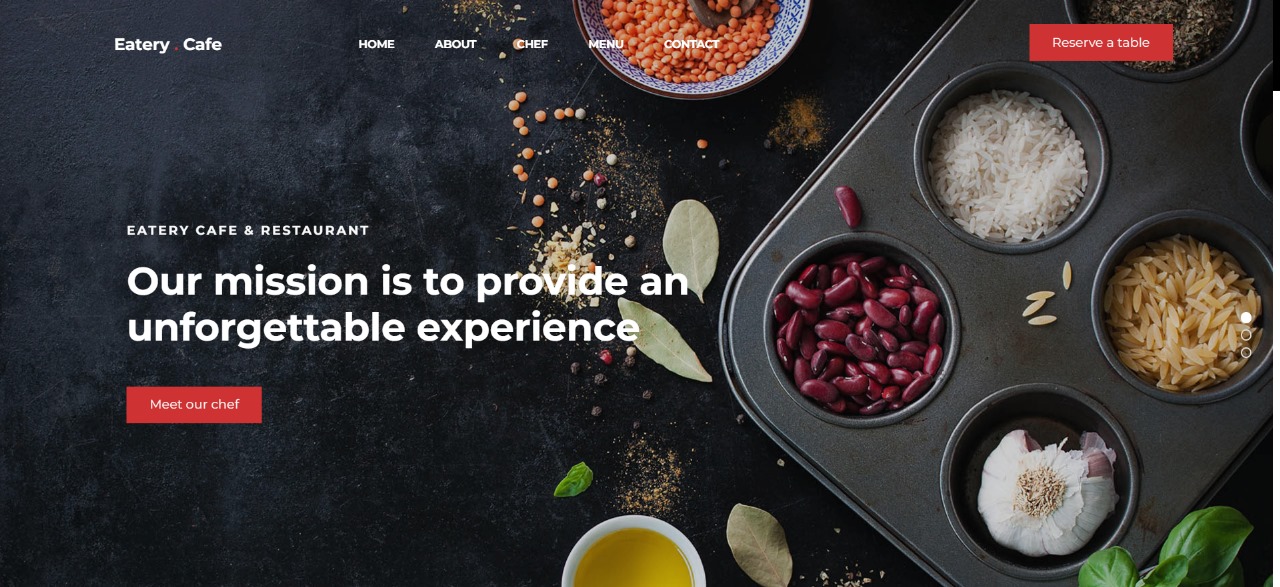 Eatery . Cafe
HOME ABOUT CHEF MENU CONTACT
Reserve a table
EATERY CAFE & RESTAURANT
Our mission is to provide an
unforgettable experience
Meet our chef